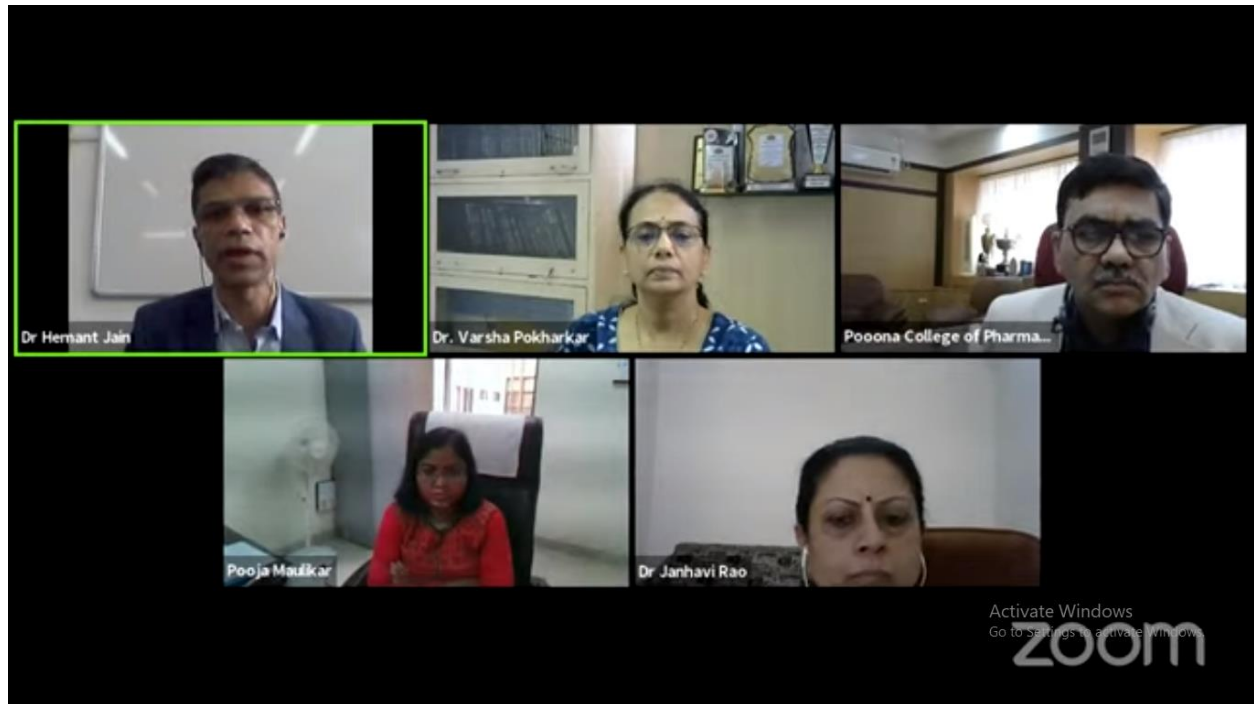 Dr Hemant Jain
Dr. Varsha Pokharkar
Pooona College of Pharma...
Pooja Maulikar
Dr Janhavi Rao
Activate Windows
Go to Settings to activate Windows.
zoom